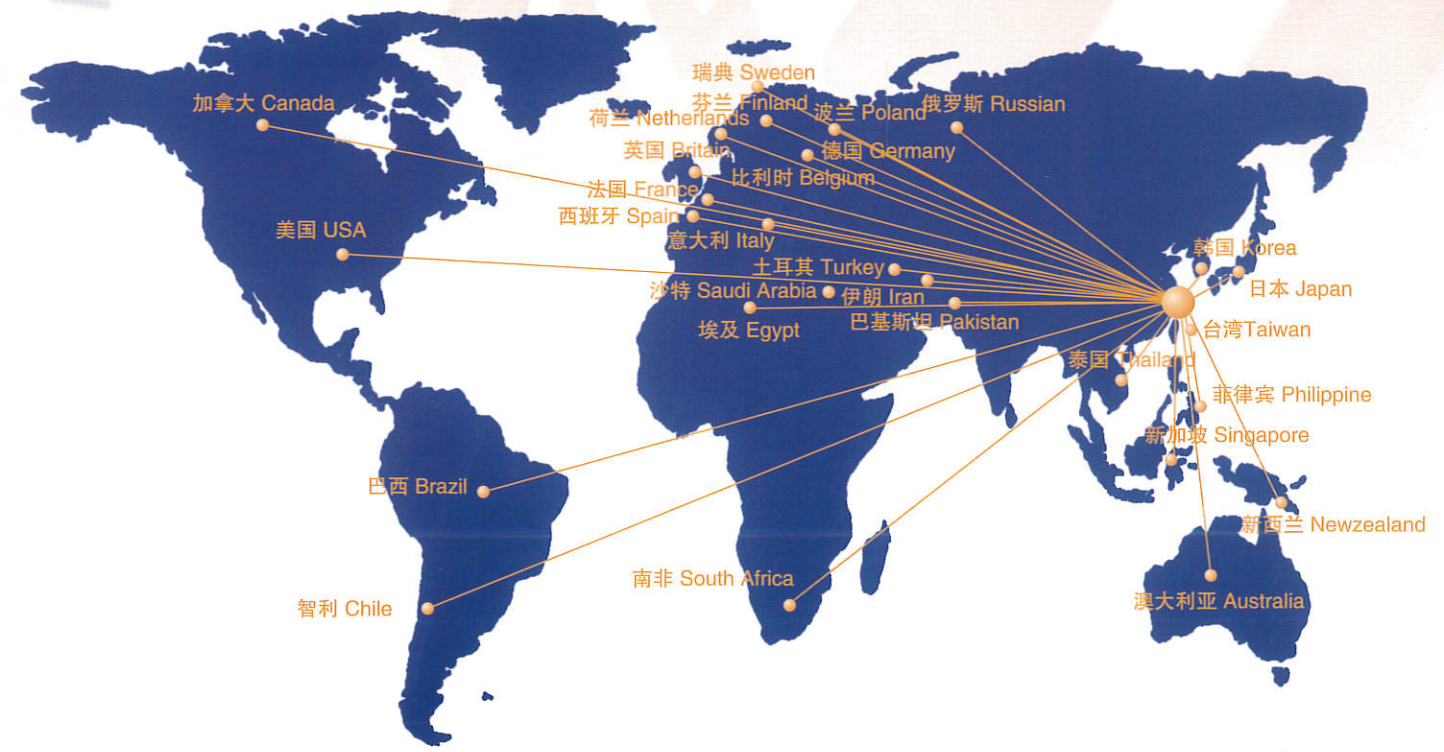 瑞典 Sweden
加拿大 Canada
芬兰 Finland
俄罗斯 Russian
荷兰 Netherlands
波兰 Poland
英国 Britain
德国 Germany
比利时 Belgium
法国 France
西班牙 Spain
美国 USA
意大利 Italy
韩国 Korea
土耳其 Turkey
沙特 Saudi Arabia
伊朗 Iran
日本 Japan
埃及 Egypt
巴基斯坦 Pakistan
台湾Taiwan
泰国 Thailand
菲律宾 Philippine
新加坡 Singapore
巴西 Brazil
新西兰 Newzealand
南非 South Africa
澳大利亚 Australia
智利 Chile